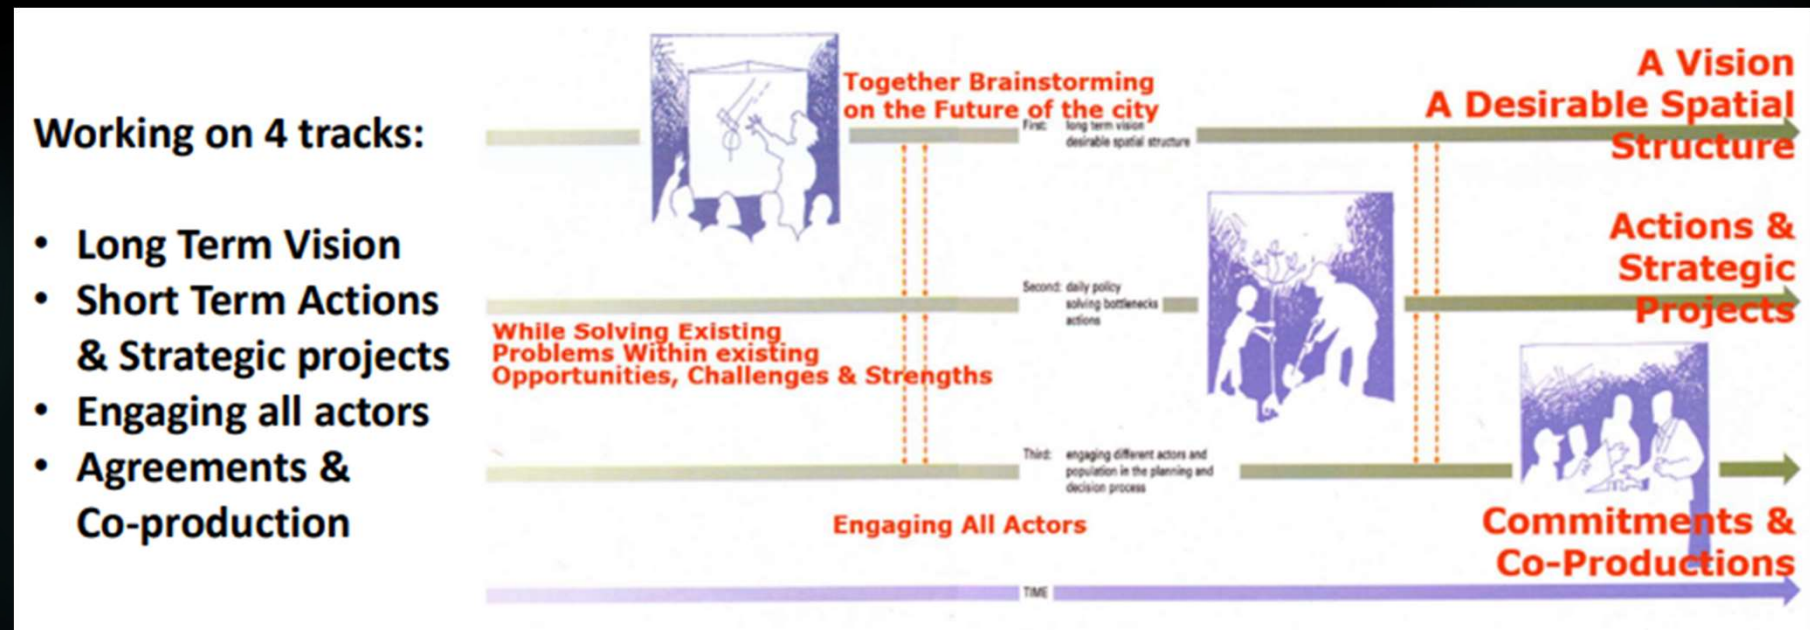 Working on 4 tracks:
• Long Term Vision
• Short Term Actions
& Strategic projects
• Engaging all actors
• Agreements &
Co-production
Together Brainstorming
on the Future of the city
First: long term vision
desirable spatial structure
A Vision
A Desirable Spatial
Structure
Second: daily policy
solving bottlenecks
actions
While Solving Existing
Problems Within existing
Opportunities, Challenges & Strengths
Actions &
Strategic
Projects
Third: engaging different actors and
population in the planning and
decision process
Engaging All Actors
Commitments &
Co-Productions
TIME